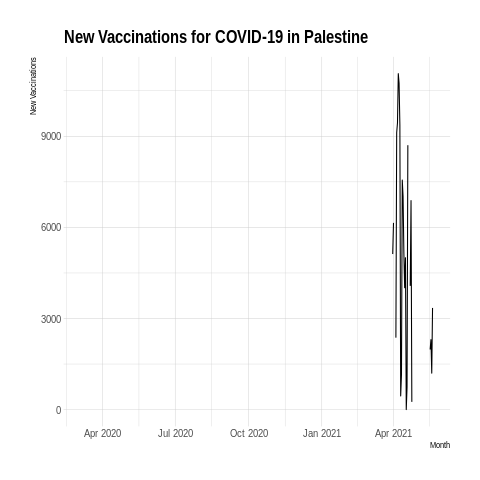 New Vaccinations for COVID-19 in Palestine
New Vaccinations
9000
6000
3000
0
Apr 2020 Jul 2020 Oct 2020 Jan 2021 Apr 2021
Month